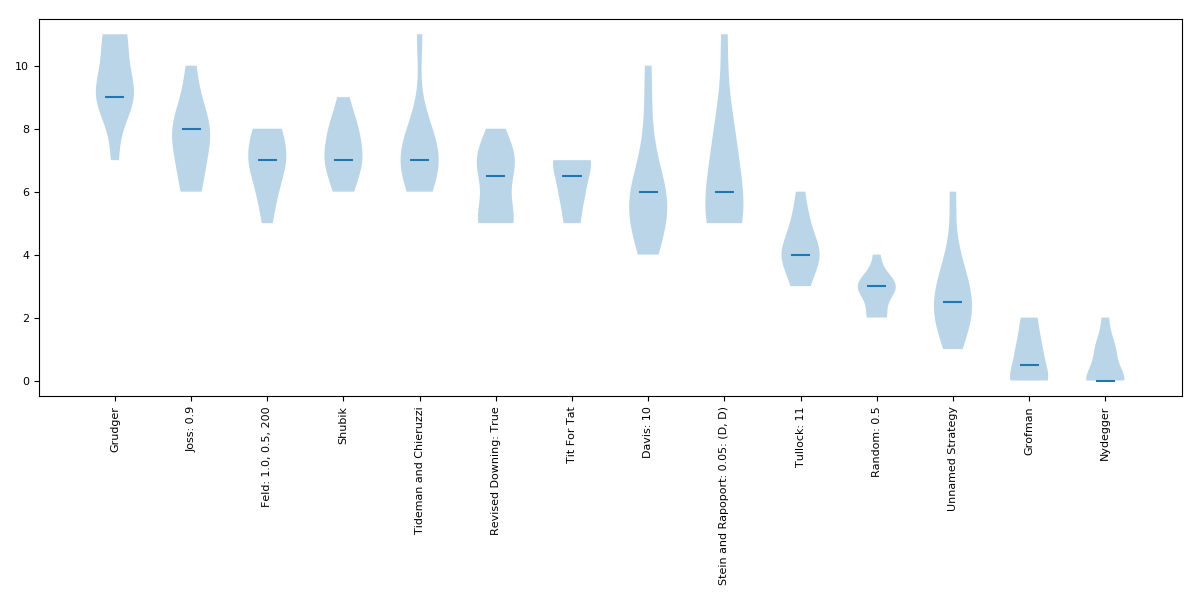 10
8
6
4
2
0
Grudger
Joss: 0.9
Feld: 1.0, 0.5, 200
Shubik
Tideman and Chieruzzi
Revised Downing: True
Tit For Tat
Davis: 10
Stein and Rapoport: 0.05: (D, D)
Tullock: 11
Random: 0.5
Unnamed Strategy
Grofman
Nydegger